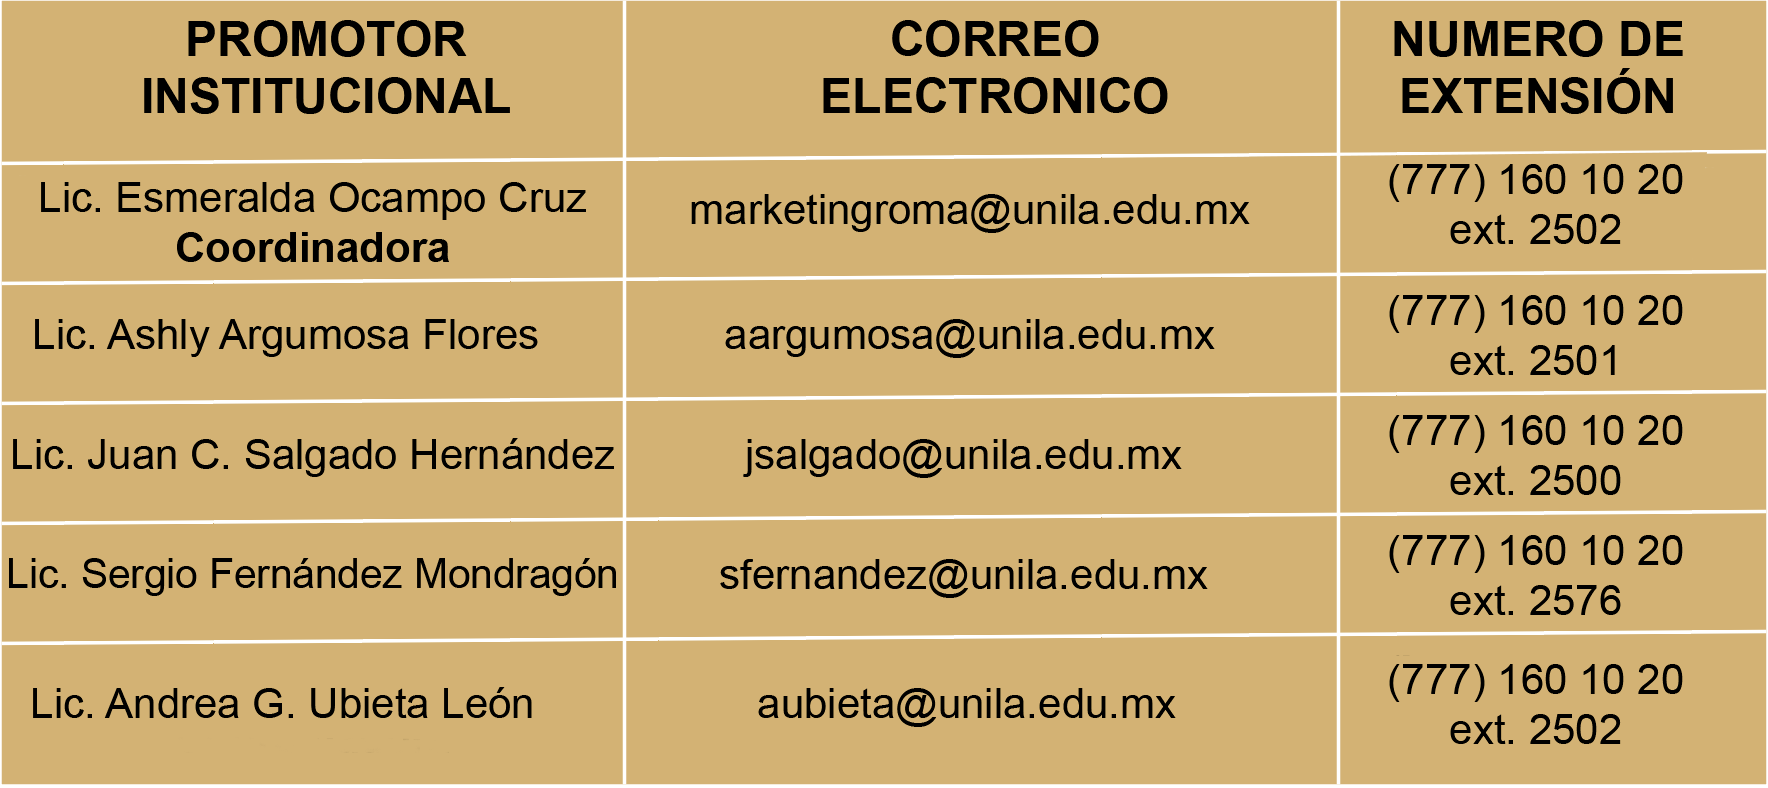 PROMOTOR
INSTITUCIONAL
CORREO
ELECTRONICO
NUMERO DE
EXTENSIÓN
Lic. Esmeralda Ocampo Cruz
Coordinadora
marketingroma@unila.edu.mx
(777) 160 10 20
ext. 2502
Lic. Ashly Argumosa Flores
aargumosa@unila.edu.mx
(777) 160 10 20
ext. 2501
Lic. Juan C. Salgado Hernández
jsalgado@unila.edu.mx
(777) 160 10 20
ext. 2500
Lic. Sergio Fernández Mondragón
sfernandez@unila.edu.mx
(777) 160 10 20
ext. 2576
Lic. Andrea G. Ubieta León
aubieta@unila.edu.mx
(777) 160 10 20
ext. 2502